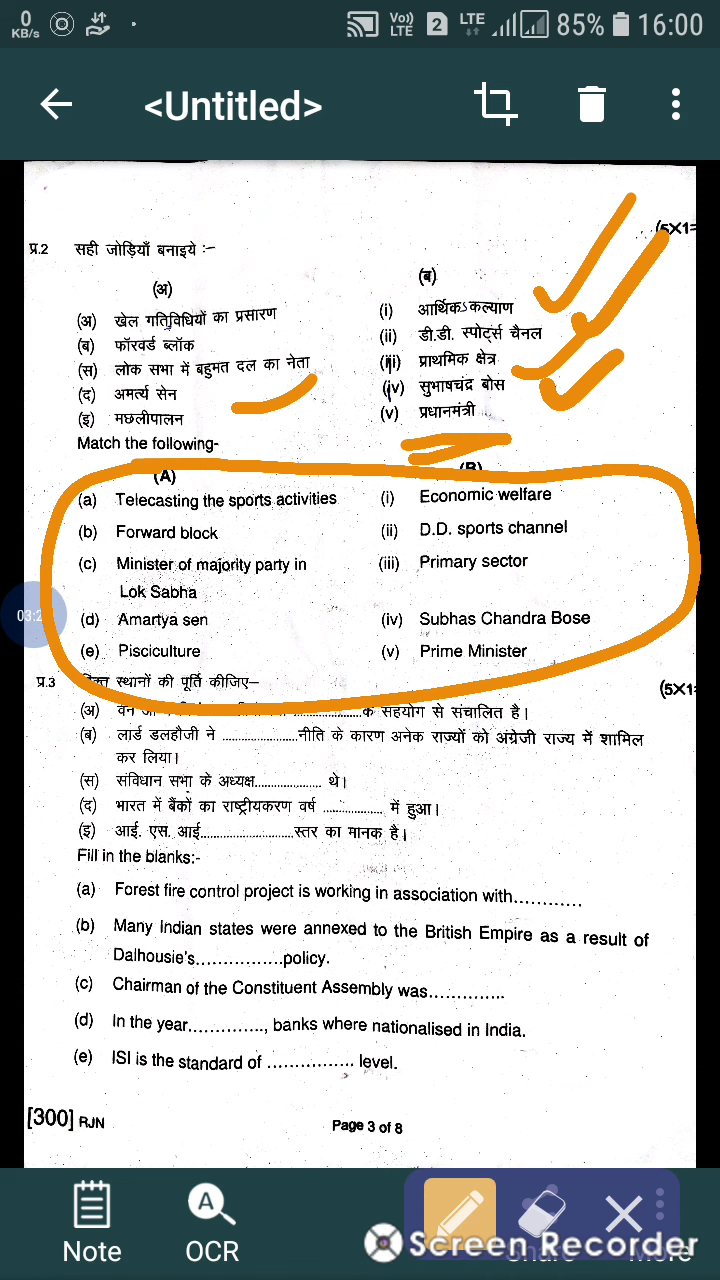 0 KB/s Vo) LTE 2 LTE 85% 16:00
<Untitled>
(5X1=
प्र.2 सही जोड़ियाँ बनाइये :–
(अ) (ब)
(अ) खेल गतिविधियों का प्रसारण (i) आर्थिक कल्याण
(ब) फॉरवर्ड ब्लॉक (ii) डी.डी. स्पोर्ट्स चैनल
(स) लोक सभा में बहुमत दल का नेता (iii) प्राथमिक क्षेत्र
(द) अमर्त्य सेन (iv) सुभाषचंद्र बोस
(इ) मछलीपालन (v) प्रधानमंत्री
Match the following-
(A) (B)
(a) Telecasting the sports activities (i) Economic welfare
(b) Forward block (ii) D.D. sports channel
(c) Minister of majority party in (iii) Primary sector
Lok Sabha
(d) Amartya sen (iv) Subhas Chandra Bose
(e) Pisciculture (v) Prime Minister
03:2
प्र.3 स्थानों की पूर्ति कीजिए– (5X1=
(अ) ....................के सहयोग से संचालित है।
(ब) लार्ड डलहौजी ने ..................नीति के कारण अनेक राज्यों को अंग्रेजी राज्य में शामिल
कर लिया।
(स) संविधान सभा के अध्यक्ष................ थे।
(द) भारत में बैंकों का राष्ट्रीयकरण वर्ष ............... में हुआ।
(इ) आई. एस. आई.......................स्तर का मानक है।
Fill in the blanks:-
(a) Forest fire control project is working in association with............
(b) Many Indian states were annexed to the British Empire as a result of
Dalhousie's...............policy.
(c) Chairman of the Constituent Assembly was.............
(d) In the year............., banks where nationalised in India.
(e) ISI is the standard of ................ level.
[300] RJN Page 3 of 8
Note OCR Share More
Screen Recorder